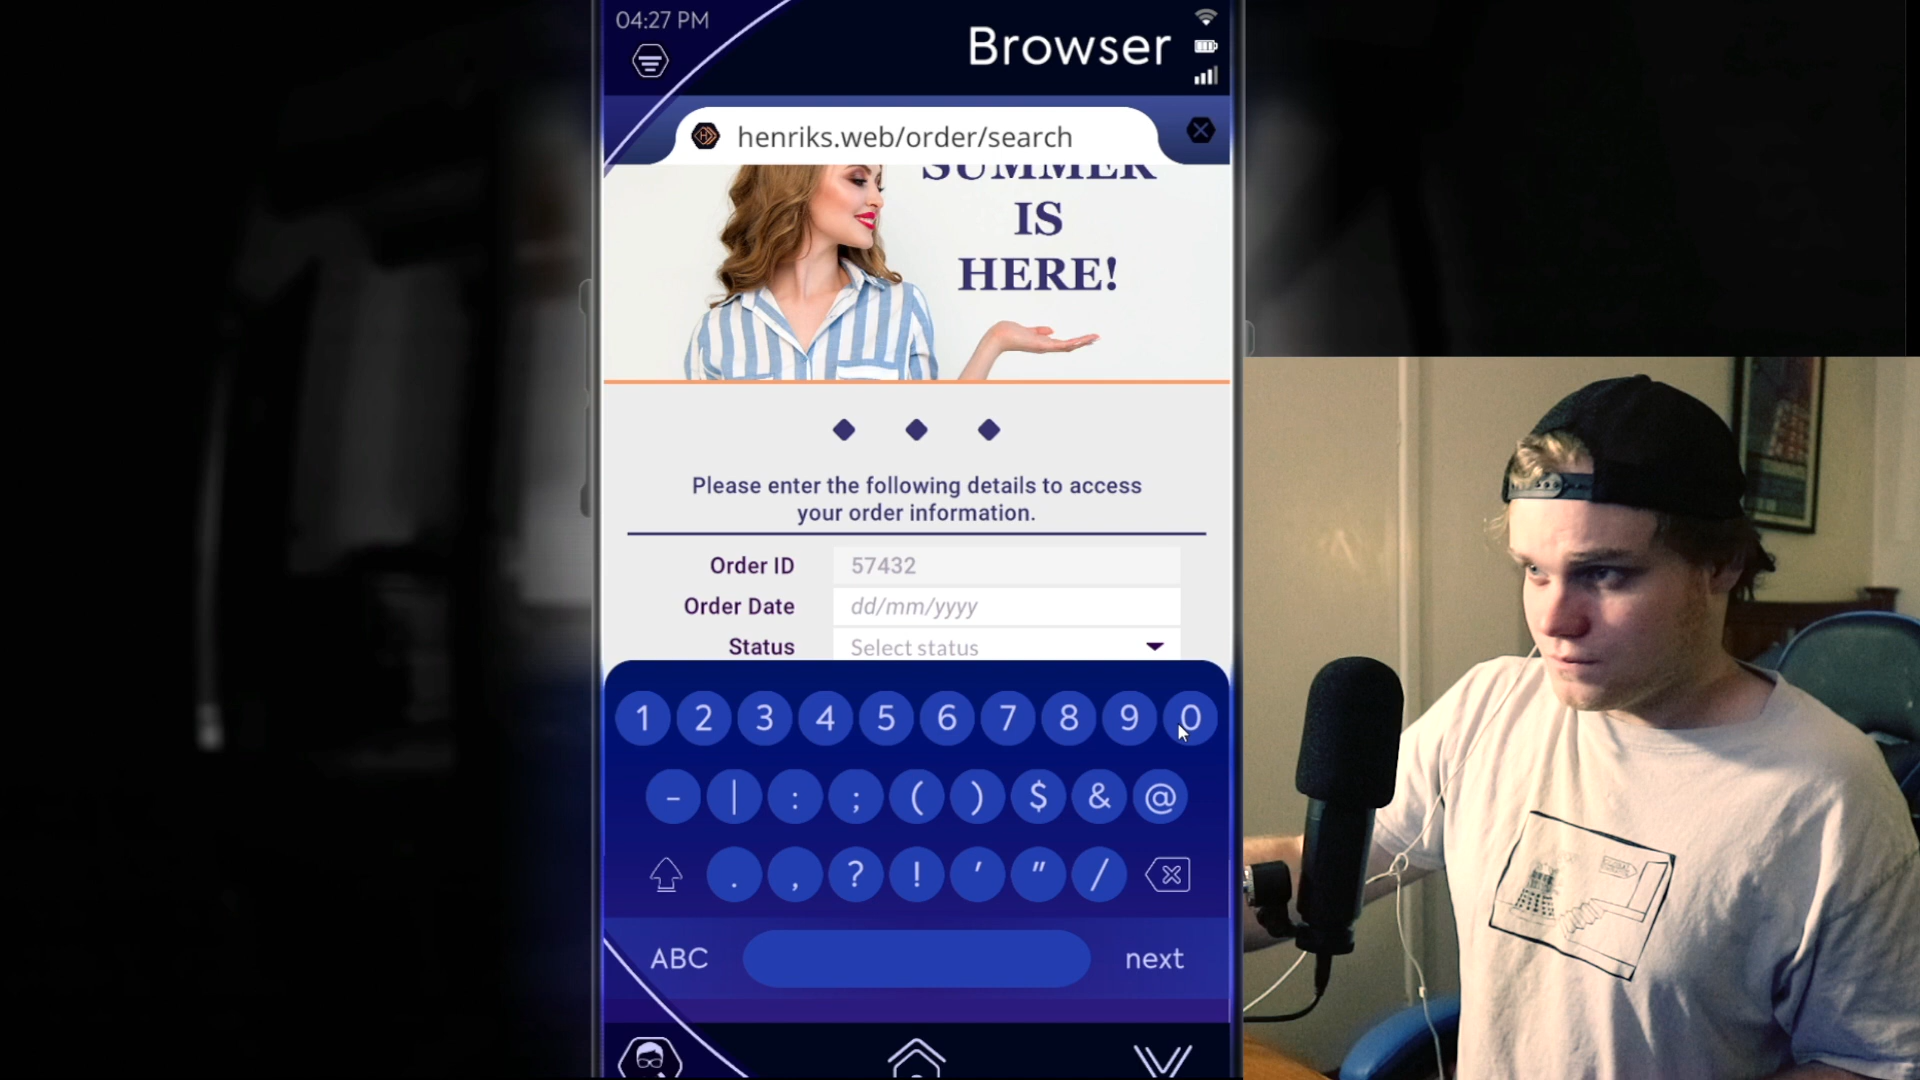 04:27 PM
Browser
henriks.web/order/search
SUMMER
IS
HERE!
Please enter the following details to access
your order information.
Order ID 57432
Order Date dd/mm/yyyy
Status Select status
1 2 3 4 5 6 7 8 9 0
- | : ; ( ) $ & @
. , ? ! ' " /
ABC next